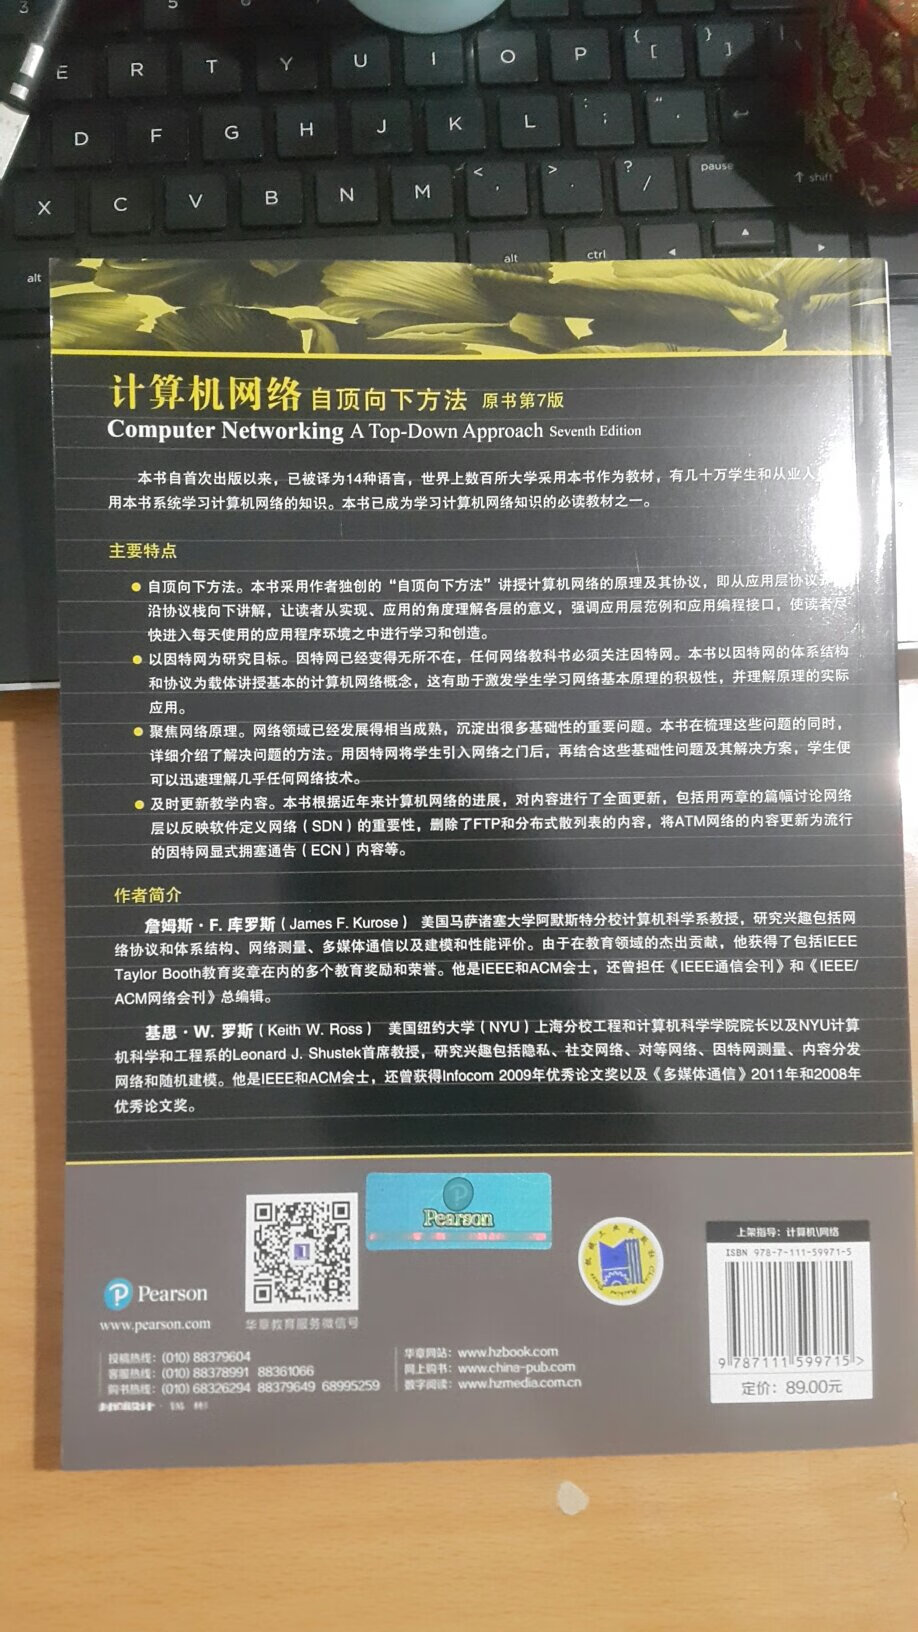 3
5
6
E R T Y U I O P { [ } ]
D F G H J K L : ; " '
X C V B N M < , > . ? / pause ↑ shift
alt alt ctrl ◄ ▲ ►
计算机网络 自顶向下方法 原书第7版
Computer Networking A Top-Down Approach Seventh Edition
本书自首次出版以来，已被译为14种语言，世界上数百所大学采用本书作为教材，有几十万学生和从业人
用本书系统学习计算机网络的知识。本书已成为学习计算机网络知识的必读教材之一。
主要特点
● 自顶向下方法。本书采用作者独创的“自顶向下方法”讲授计算机网络的原理及其协议，即从应用层协议
沿协议栈向下讲解，让读者从实现、应用的角度理解各层的意义，强调应用层范例和应用编程接口，使读者尽
快进入每天使用的应用程序环境之中进行学习和创造。
● 以因特网为研究目标。因特网已经变得无所不在，任何网络教科书必须关注因特网。本书以因特网的体系结构
和协议为载体讲授基本的计算机网络概念，这有助于激发学生学习网络基本原理的积极性，并理解原理的实际
应用。
● 聚焦网络原理。网络领域已经发展得相当成熟，沉淀出很多基础性的重要问题。本书在梳理这些问题的同时，
详细介绍了解决问题的方法。用因特网将学生引入网络之门后，再结合这些基础性问题及其解决方案，学生便
可以迅速理解几乎任何网络技术。
● 及时更新教学内容。本书根据近年来计算机网络的进展，对内容进行了全面更新，包括用两章的篇幅讨论网络
层以反映软件定义网络（SDN）的重要性，删除了FTP和分布式散列表的内容，将ATM网络的内容更新为流行
的因特网显式拥塞通告（ECN）内容等。
作者简介
詹姆斯·F. 库罗斯（James F. Kurose） 美国马萨诸塞大学阿默斯特分校计算机科学系教授，研究兴趣包括网
络协议和体系结构、网络测量、多媒体通信以及建模和性能评价。由于在教育领域的杰出贡献，他获得了包括IEEE
Taylor Booth教育奖章在内的多个教育奖励和荣誉。他是IEEE和ACM会士，还曾担任《IEEE通信会刊》和《IEEE/
ACM网络会刊》总编辑。
基思·W. 罗斯（Keith W. Ross） 美国纽约大学（NYU）上海分校工程和计算机科学学院院长以及NYU计算
机科学和工程系的Leonard J. Shustek首席教授，研究兴趣包括隐私、社交网络、对等网络、因特网测量、内容分发
网络和随机建模。他是IEEE和ACM会士，还曾获得Infocom 2009年优秀论文奖以及《多媒体通信》2011年和2008年
优秀论文奖。
Pearson
Pearson
www.pearson.com
华章教育服务微信号
上架指导：计算机\网络
ISBN 978-7-111-59971-5
9 787111 599715 >
定价：89.00元
投稿热线：(010) 88379604
客服热线：(010) 88378991 88361066
购书热线：(010) 68326294 88379649 68995259
华章网站：www.hzbook.com
网上购书：www.china-pub.com
数字阅读：www.hzmedia.com.cn